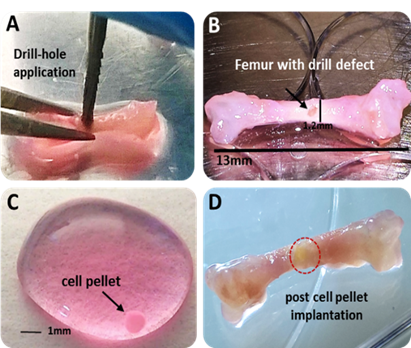 A
Drill-hole
application
B
Femur with drill defect
1.2mm
13mm
C
cell pellet
1mm
D
post cell pellet
implantation